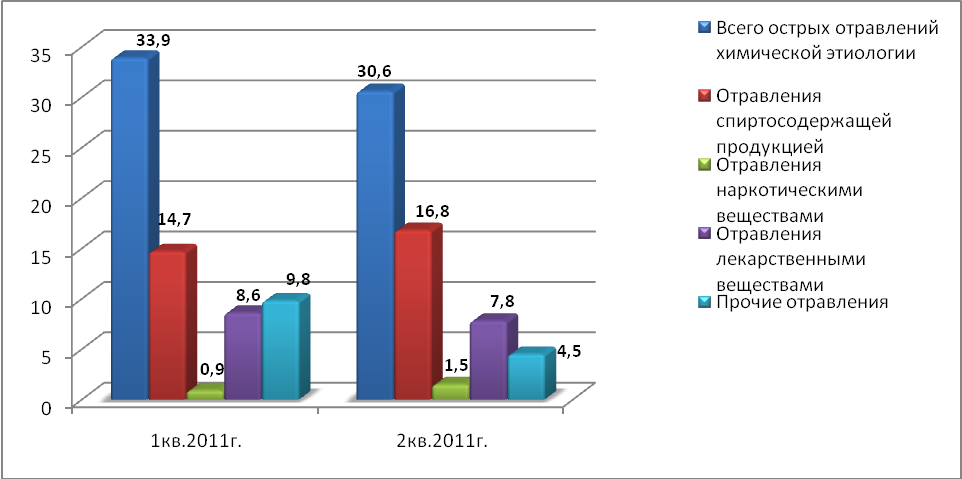 33,9
14,7
0,9
8,6
9,8
30,6
16,8
1,5
7,8
4,5
35
30
25
20
15
10
5
0
1кв.2011г.
2кв.2011г.
Всего острых отравлений
химической этиологии
Отравления
спиртосодержащей
продукцией
Отравления
наркотическими
веществами
Отравления
лекарственными
веществами
Прочие отравления